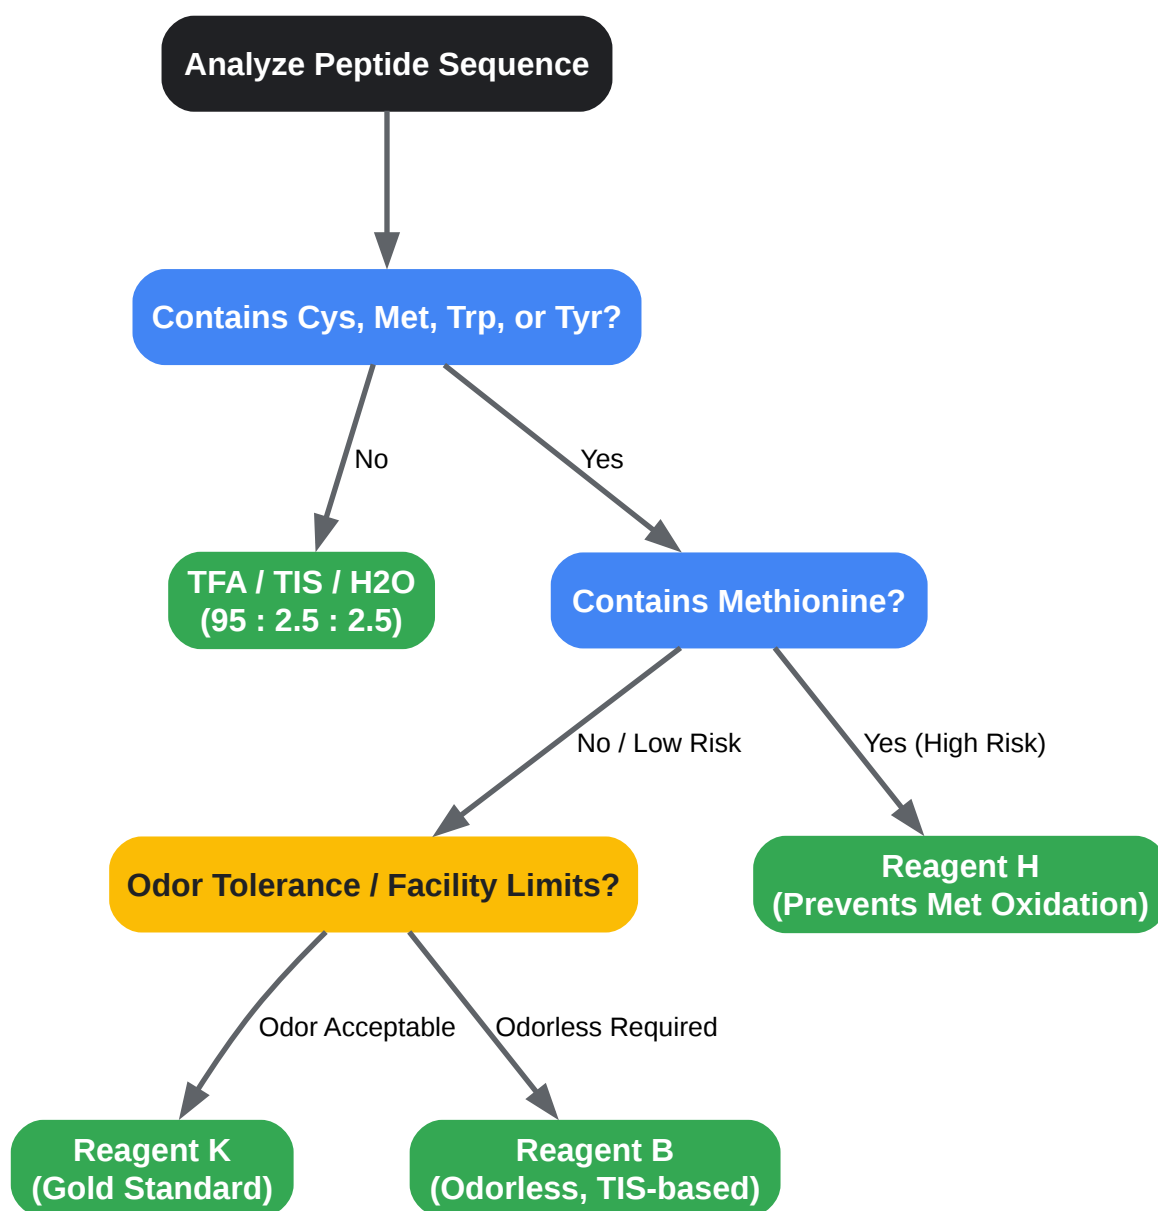 Analyze Peptide Sequence
Contains Cys, Met, Trp, or Tyr?
No
Yes
TFA / TIS / H2O
(95 : 2.5 : 2.5)
Contains Methionine?
No / Low Risk
Yes (High Risk)
Odor Tolerance / Facility Limits?
Reagent H
(Prevents Met Oxidation)
Odor Acceptable
Odorless Required
Reagent K
(Gold Standard)
Reagent B
(Odorless, TIS-based)